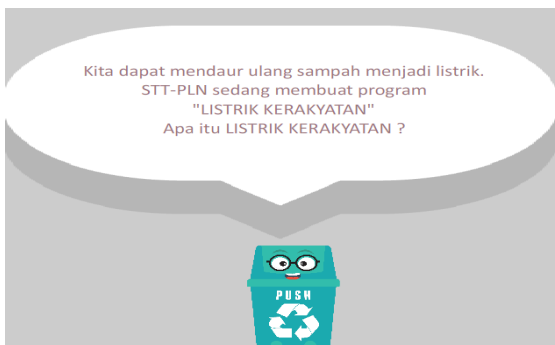 Kita dapat mendaur ulang sampah menjadi listrik.
STT-PLN sedang membuat program
"LISTRIK KERAKYATAN"
Apa itu LISTRIK KERAKYATAN ?
PUSH